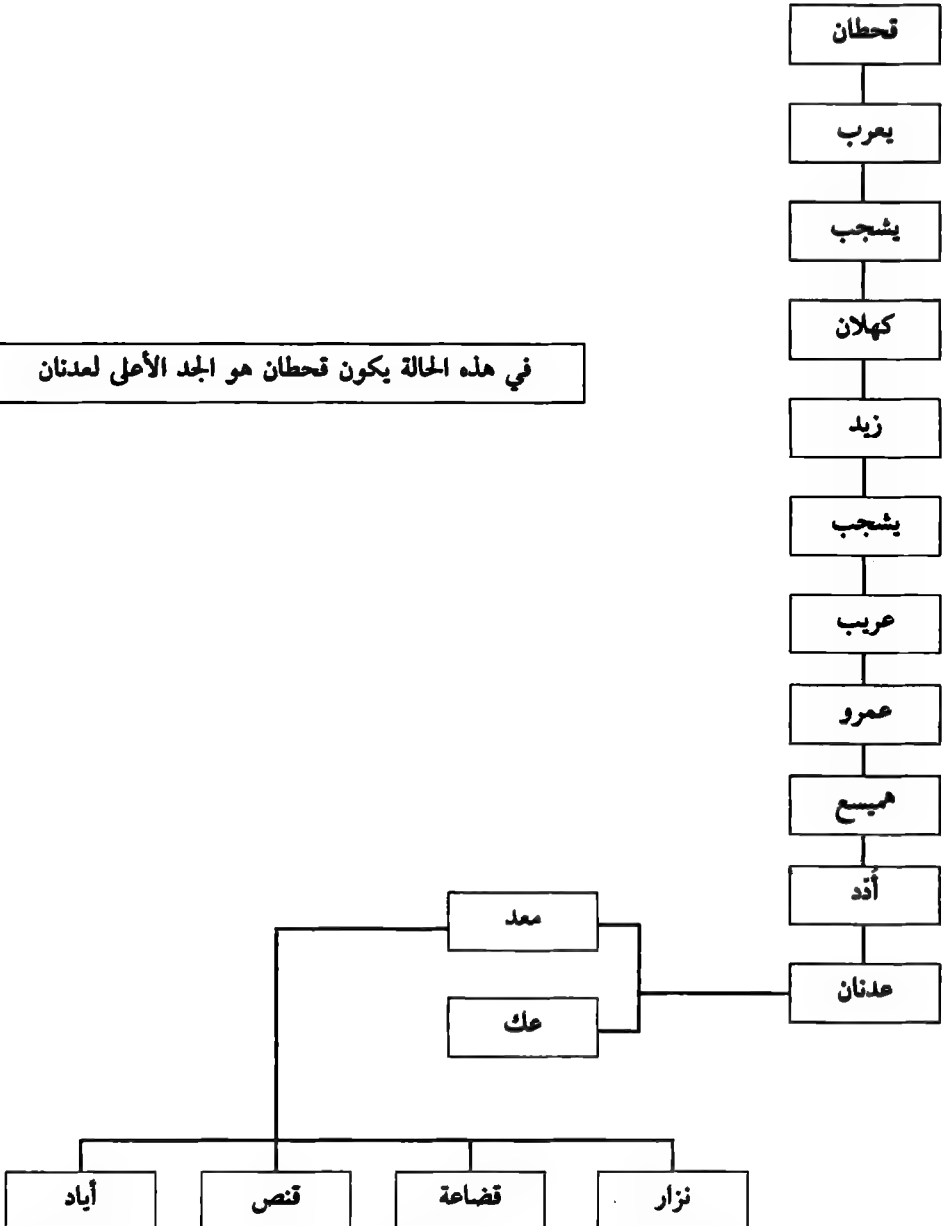 قحطان
يعرب
يشجب
كهلان
في هذه الحالة يكون قحطان هو الجد الأعلى لعدنان
زيد
يشجب
عريب
عمرو
هميسع
أُدّد
معد
عدنان
عك
نزار
قضاعة
قنص
أياد